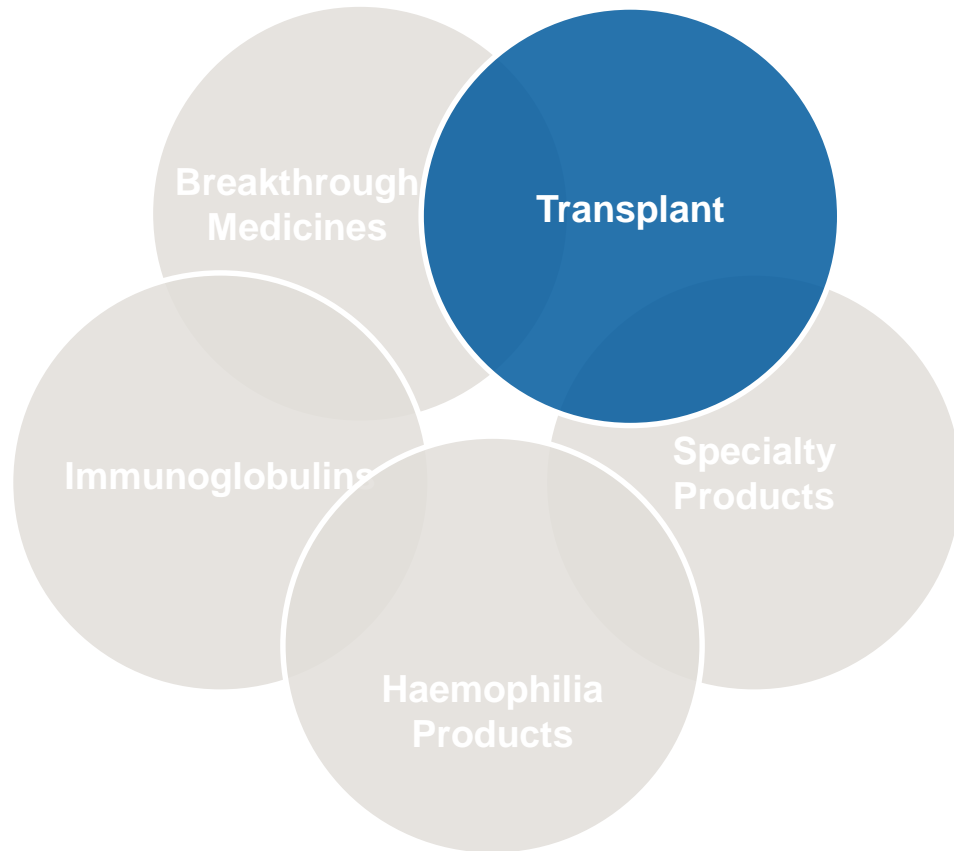 Breakthrough
Medicines
Transplant
Immunoglobulins
Specialty
Products
Haemophilia
Products